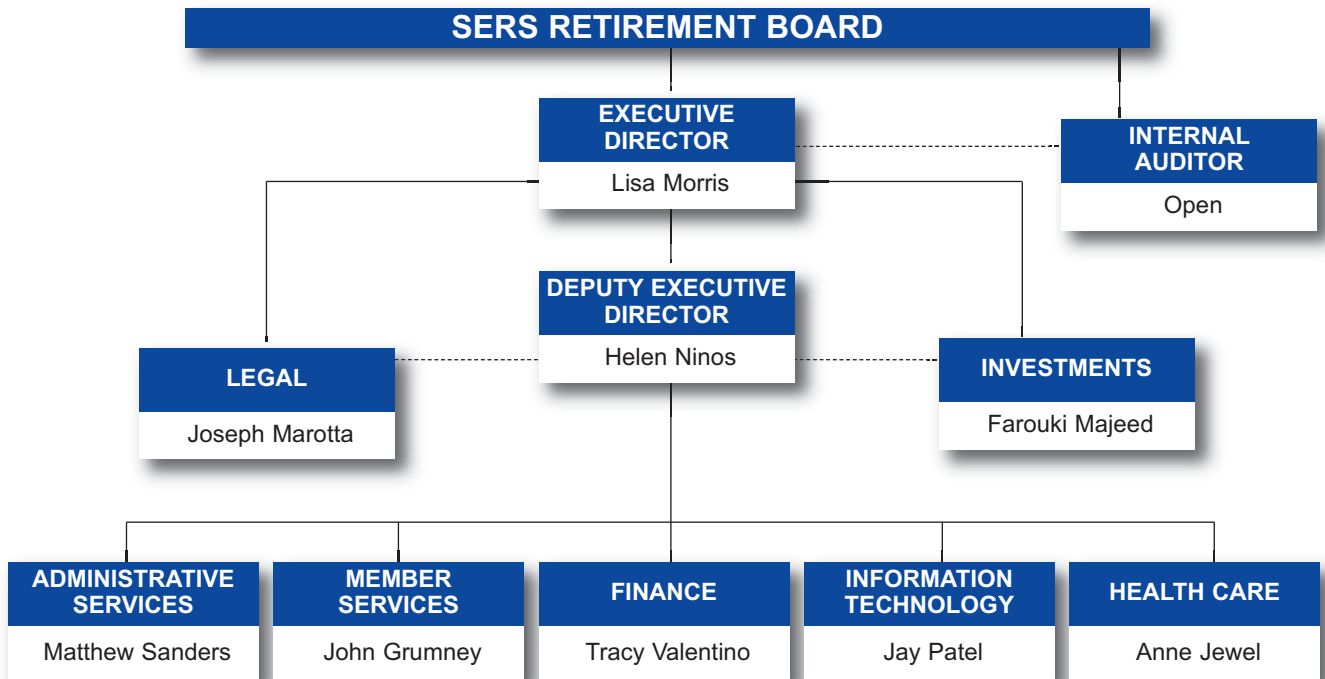 SERS RETIREMENT BOARD
EXECUTIVE
DIRECTOR
Lisa Morris
INTERNAL
AUDITOR
Open
DEPUTY EXECUTIVE
DIRECTOR
Helen Ninos
LEGAL
Joseph Marotta
INVESTMENTS
Farouki Majeed
ADMINISTRATIVE
SERVICES
Matthew Sanders
MEMBER
SERVICES
John Grumney
FINANCE
Tracy Valentino
INFORMATION
TECHNOLOGY
Jay Patel
HEALTH CARE
Anne Jewel